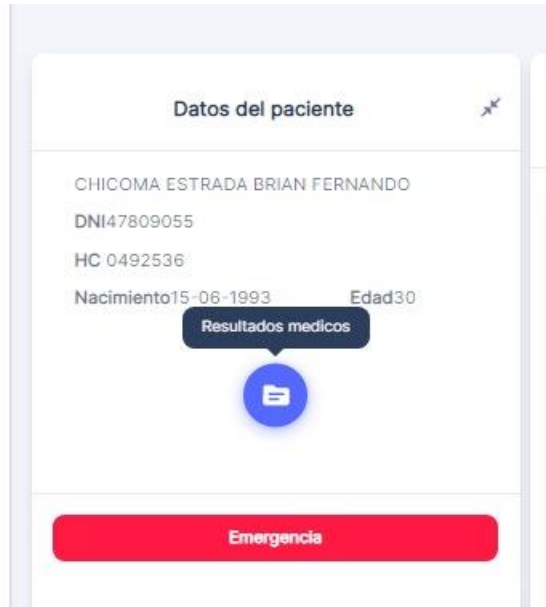 Datos del paciente
CHICOMA ESTRADA BRIAN FERNANDO
DNI47809055
HC 0492536
Nacimiento15-06-1993 Edad30
Resultados medicos
Emergencia